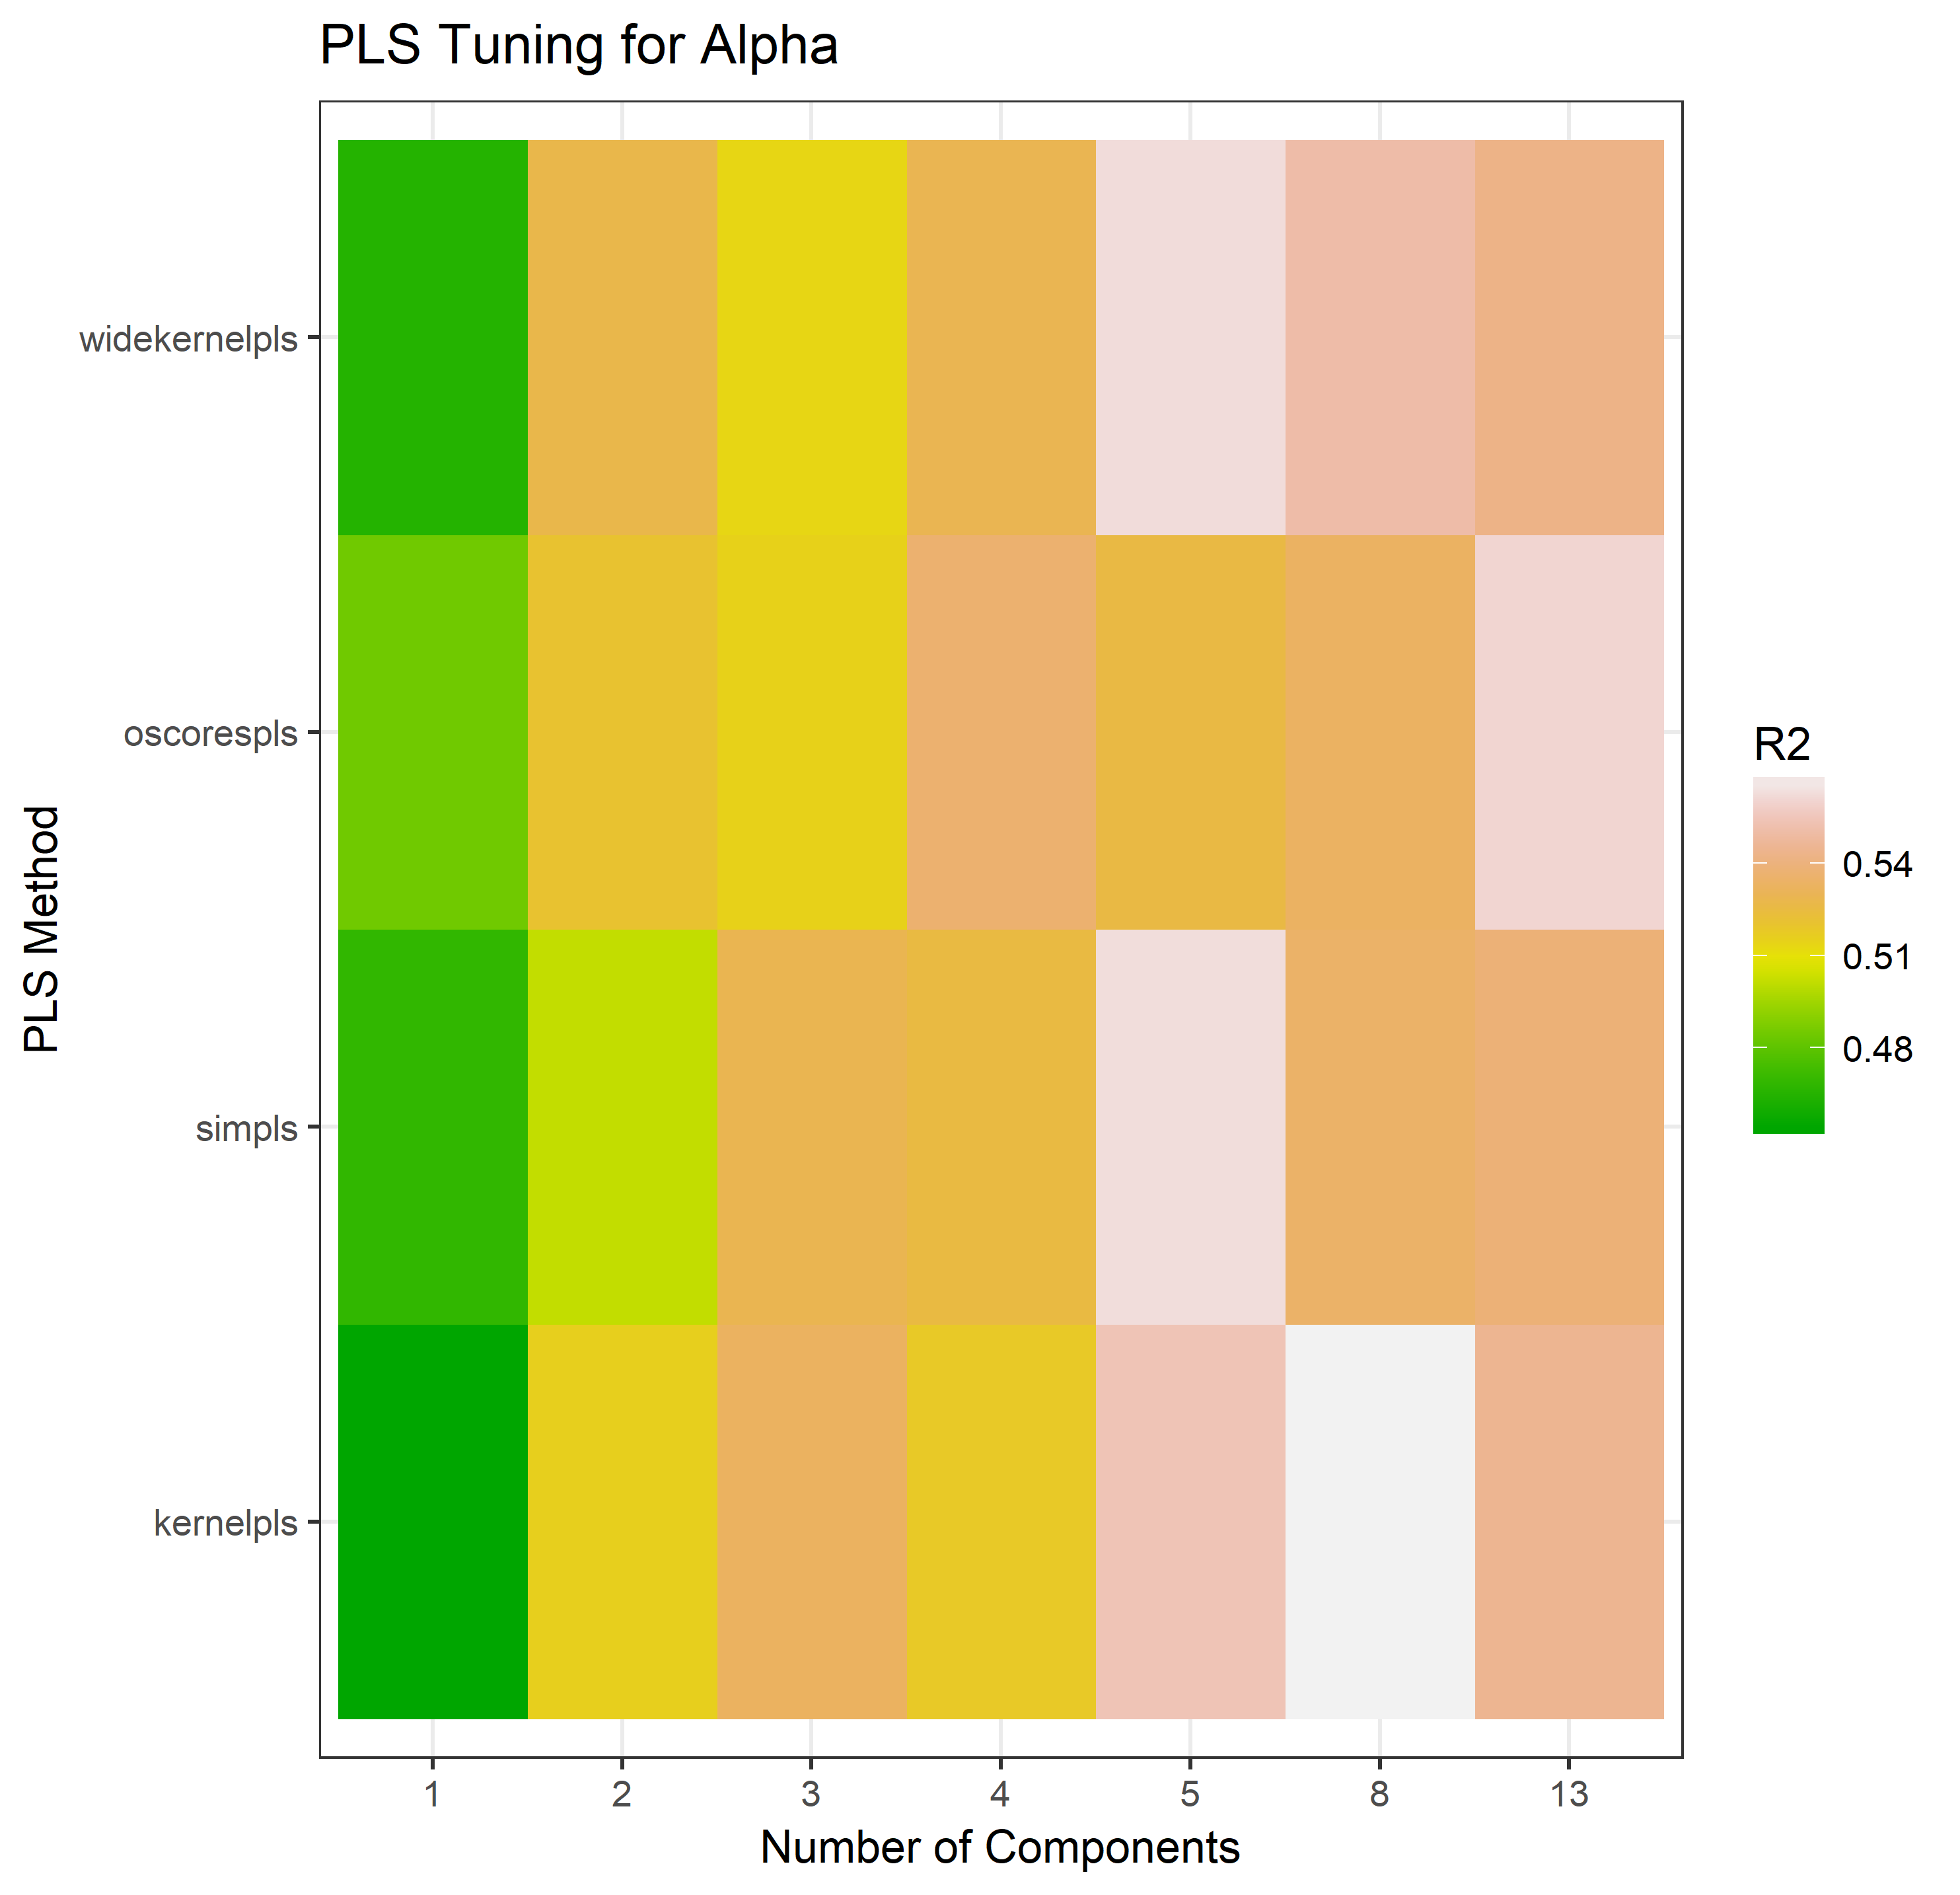 PLS Tuning for Alpha
PLS Method
widekernelpls
oscorespls
simpls
kernelpls
1 2 3 4 5 8 13
Number of Components
R2
0.54
0.51
0.48